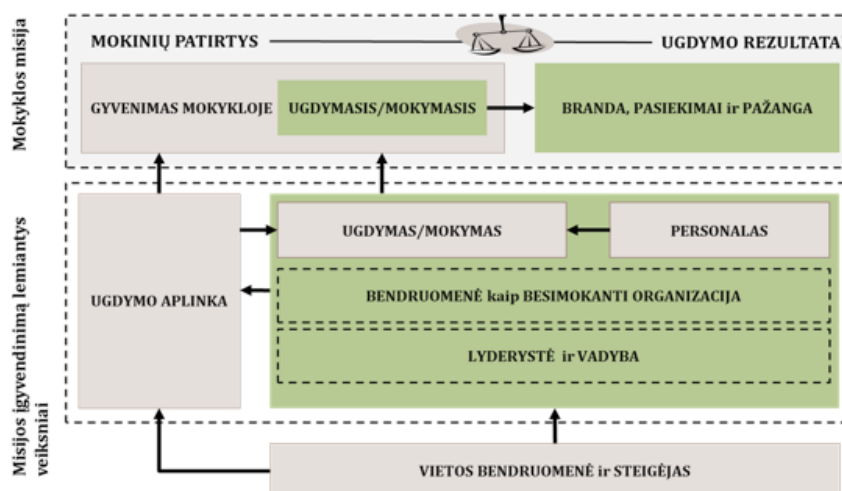 Mokyklos misija
MOKINIŲ PATIRTYS
UGDYMO REZULTATA
GYVENIMAS MOKYKLOJE
UGDYMASIS/MOKYMASIS
BRANDA, PASIEKIMAI ir PAŽANGA
Misijos įgyvendinimą lemiantys
veiksniai
UGDYMO APLINKA
UGDYMAS/MOKYMAS
PERSONALAS
BENDRUOMENĖ kaip BESIMOKANTI ORGANIZACIJA
LYDERYSTĖ ir VADYBA
VIETOS BENDRUOMENĖ ir STEIGĖJAS